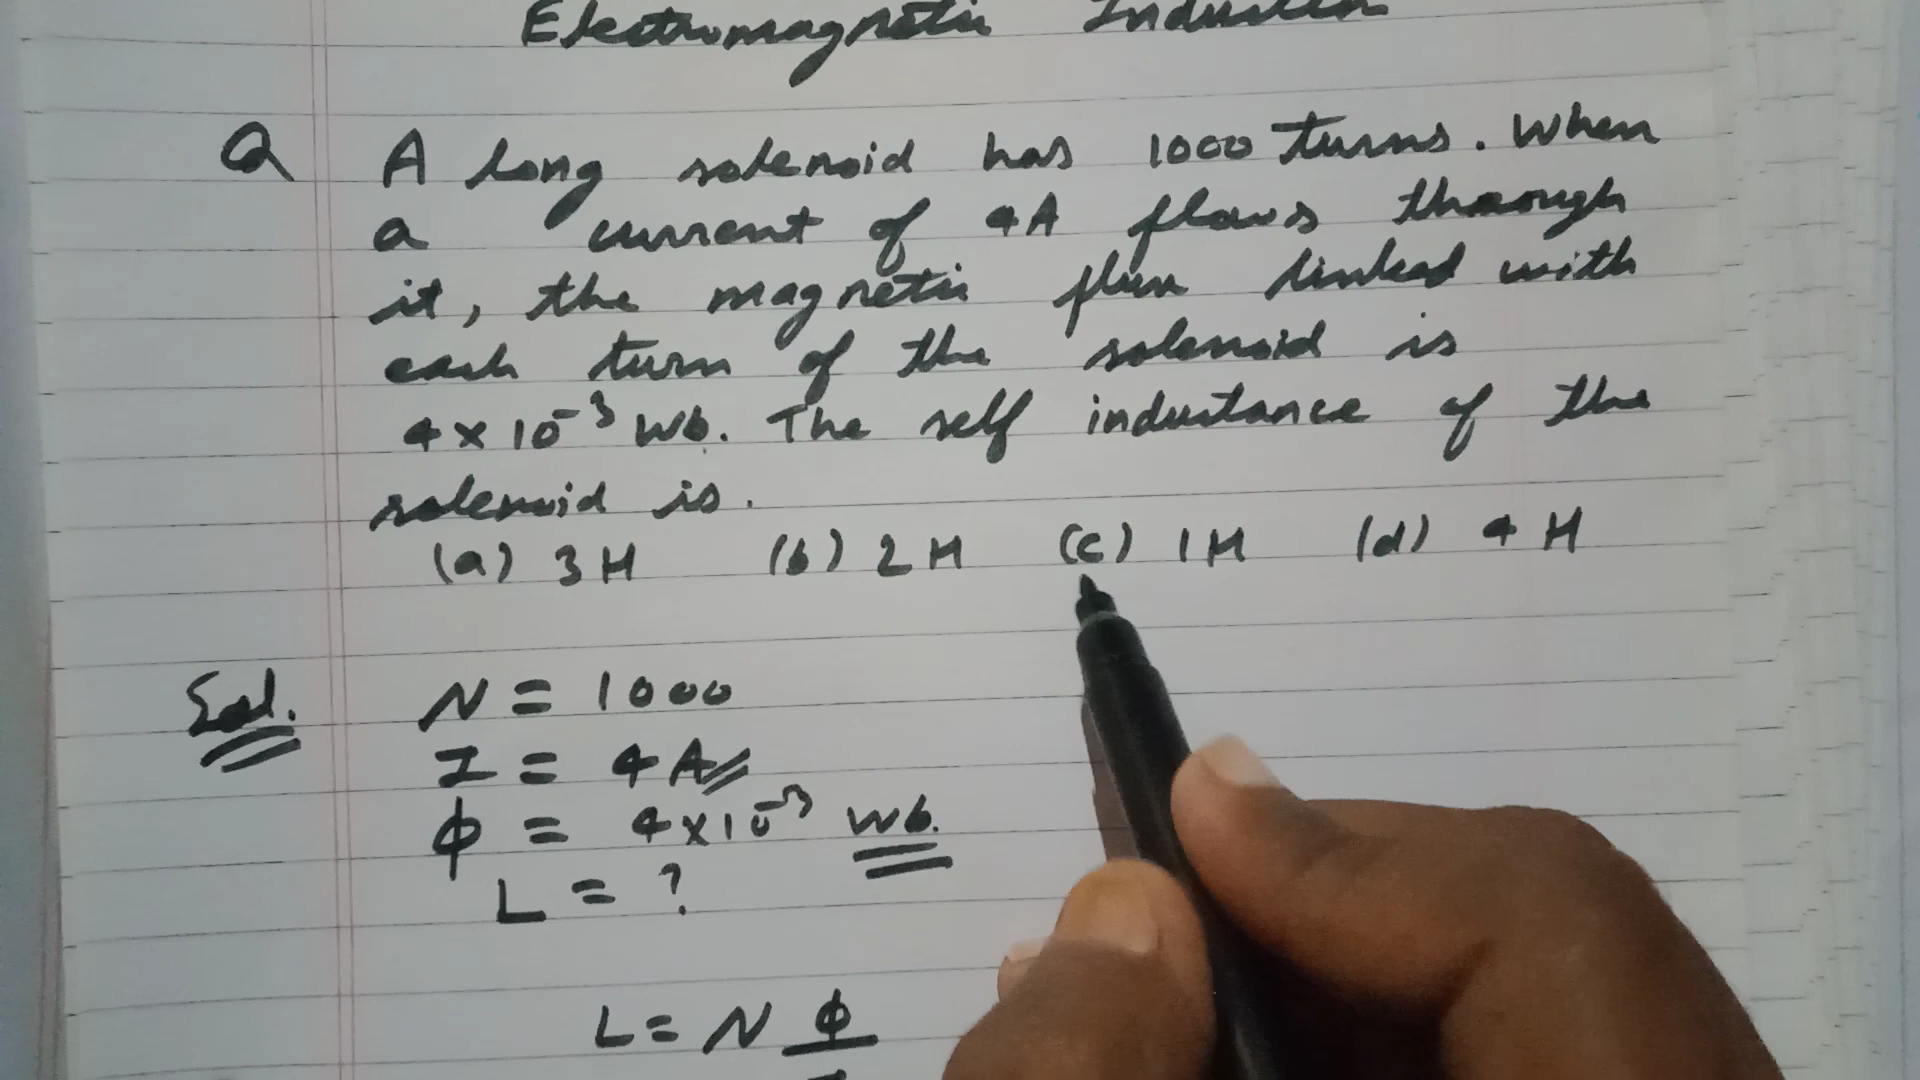 Electromagnetic Induction
Q A long solenoid has 1000 turns. When
a current of 4A flows through
it, the magnetic flux linked with
each turn of the solenoid is
4 x 10⁻³ Wb. The self inductance of the
solenoid is.
(a) 3H (b) 2H (c) 1H (d) 4 H
Sol. N = 1000
I = 4A
ϕ = 4x10⁻³ Wb.
L = ?
L = N ϕ